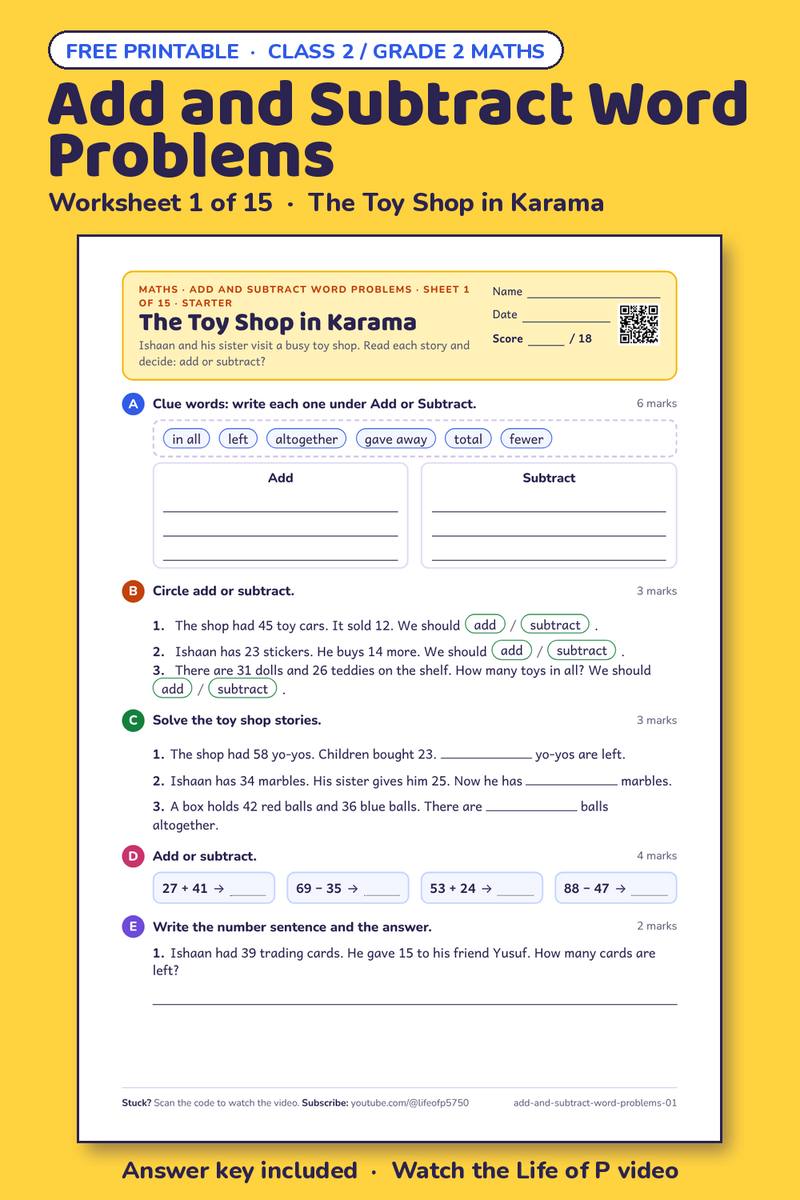 FREE PRINTABLE · CLASS 2 / GRADE 2 MATHS
Add and Subtract Word
Problems
Worksheet 1 of 15 · The Toy Shop in Karama
MATHS · ADD AND SUBTRACT WORD PROBLEMS · SHEET 1
OF 15 · STARTER
The Toy Shop in Karama
Ishaan and his sister visit a busy toy shop. Read each story and
decide: add or subtract?
Name ____
Date ____
Score ____ / 18
A Clue words: write each one under Add or Subtract. 6 marks
in all left altogether gave away total fewer
Add Subtract
B Circle add or subtract. 3 marks
1. The shop had 45 toy cars. It sold 12. We should add / subtract .
2. Ishaan has 23 stickers. He buys 14 more. We should add / subtract .
3. There are 31 dolls and 26 teddies on the shelf. How many toys in all? We should
add / subtract .
C Solve the toy shop stories. 3 marks
1. The shop had 58 yo-yos. Children bought 23. ____ yo-yos are left.
2. Ishaan has 34 marbles. His sister gives him 25. Now he has ____ marbles.
3. A box holds 42 red balls and 36 blue balls. There are ____ balls
altogether.
D Add or subtract. 4 marks
27 + 41 → ____ 69 − 35 → ____ 53 + 24 → ____ 88 − 47 → ____
E Write the number sentence and the answer. 2 marks
1. Ishaan had 39 trading cards. He gave 15 to his friend Yusuf. How many cards are
left?
Stuck? Scan the code to watch the video. Subscribe: youtube.com/@lifeofp5750 add-and-subtract-word-problems-01
Answer key included · Watch the Life of P video